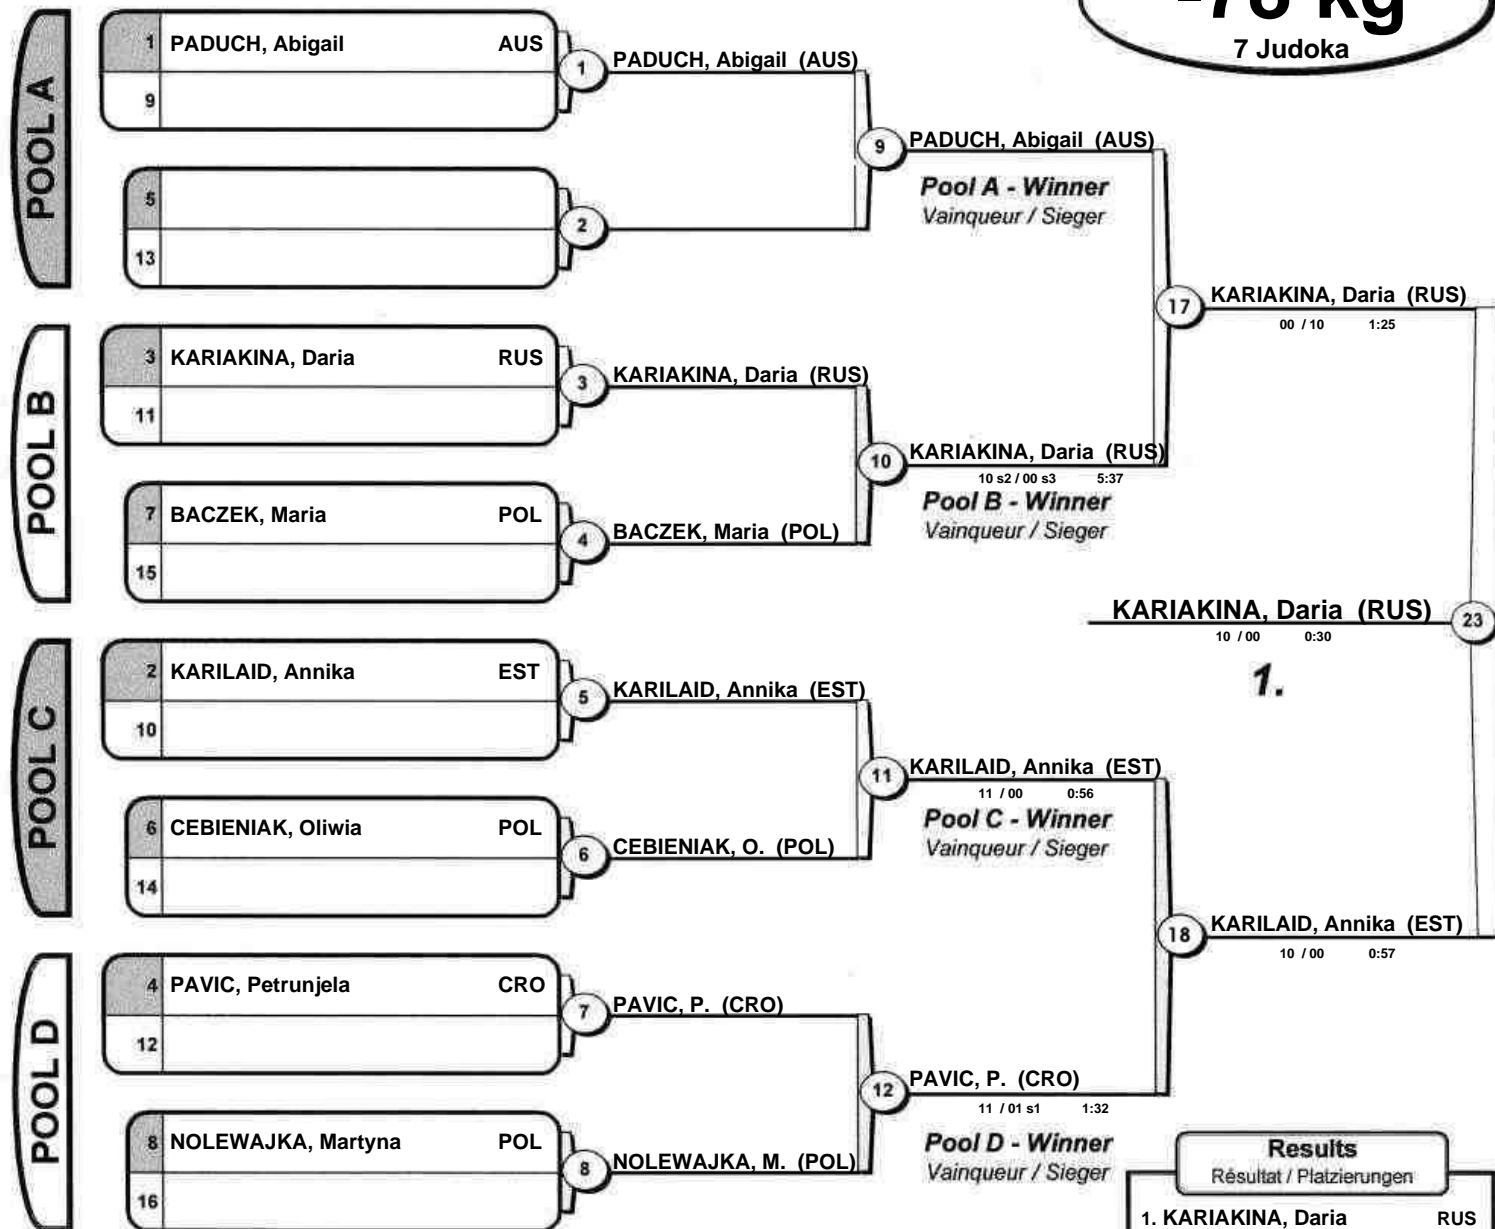 -78 kg
7 Judoka
POOL A
1 PADUCH, Abigail AUS
9
5
13
1 PADUCH, Abigail (AUS)
2
9 PADUCH, Abigail (AUS)
Pool A - Winner
Vainqueur / Sieger
POOL B
3 KARIAKINA, Daria RUS
11
7 BACZEK, Maria POL
15
3 KARIAKINA, Daria (RUS)
4 BACZEK, Maria (POL)
10 KARIAKINA, Daria (RUS)
10 s2 / 00 s3 5:37
Pool B - Winner
Vainqueur / Sieger
17 KARIAKINA, Daria (RUS)
00 / 10 1:25
KARIAKINA, Daria (RUS) 23
10 / 00 0:30
1.
POOL C
2 KARILAID, Annika EST
10
6 CEBIENIAK, Oliwia POL
14
5 KARILAID, Annika (EST)
6 CEBIENIAK, O. (POL)
11 KARILAID, Annika (EST)
11 / 00 0:56
Pool C - Winner
Vainqueur / Sieger
POOL D
4 PAVIC, Petrunjela CRO
12
8 NOLEWAJKA, Martyna POL
16
7 PAVIC, P. (CRO)
8 NOLEWAJKA, M. (POL)
12 PAVIC, P. (CRO)
11 / 01 s1 1:32
Pool D - Winner
Vainqueur / Sieger
18 KARILAID, Annika (EST)
10 / 00 0:57
Results
Résultat / Platzierungen
1. KARIAKINA, Daria RUS